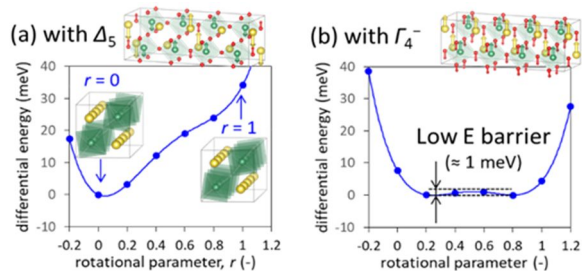 (a) with Δ₅
differential energy (meV)
40
30
20
10
0
-10
r = 0
r = 1
-0.2 0 0.2 0.4 0.6 0.8 1 1.2
rotational parameter, r (-)
(b) with Γ₄⁻
differential energy (meV)
40
30
20
10
0
-10
Low E barrier
(≈ 1 meV)
-0.2 0 0.2 0.4 0.6 0.8 1 1.2
rotational parameter (-)